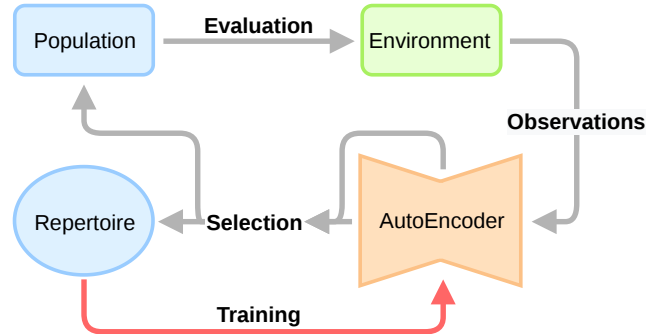 Population
Evaluation
Environment
Observations
Repertoire
Selection
AutoEncoder
Training